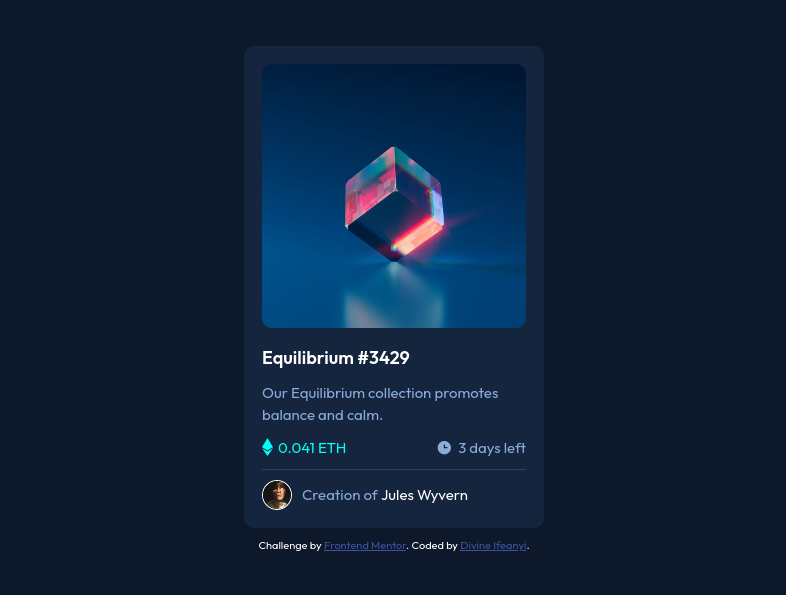 Equilibrium #3429
Our Equilibrium collection promotes
balance and calm.
0.041 ETH 3 days left
Creation of Jules Wyvern
Challenge by Frontend Mentor. Coded by Divine Ifeanyi.